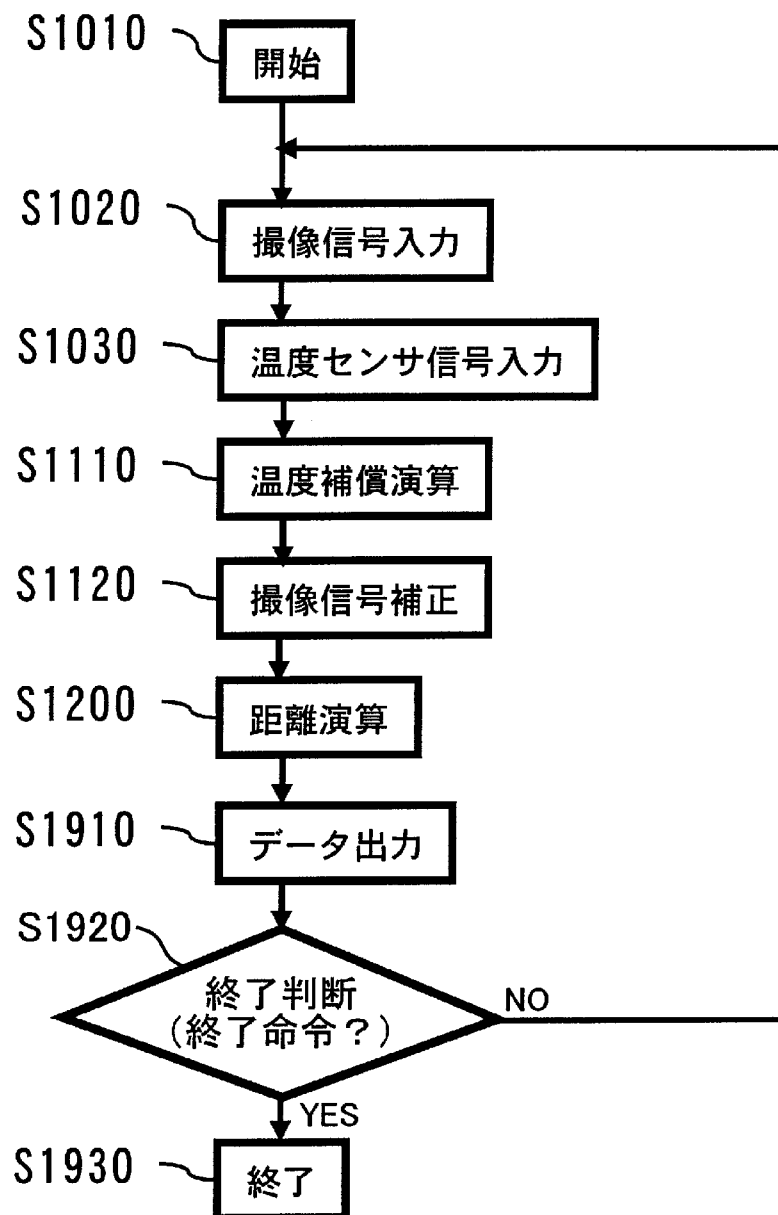 S1010
開始
S1020
撮像信号入力
S1030
温度センサ信号入力
S1110
温度補償演算
S1120
撮像信号補正
S1200
距離演算
S1910
データ出力
S1920
終了判断
(終了命令?)
NO
YES
S1930
終了